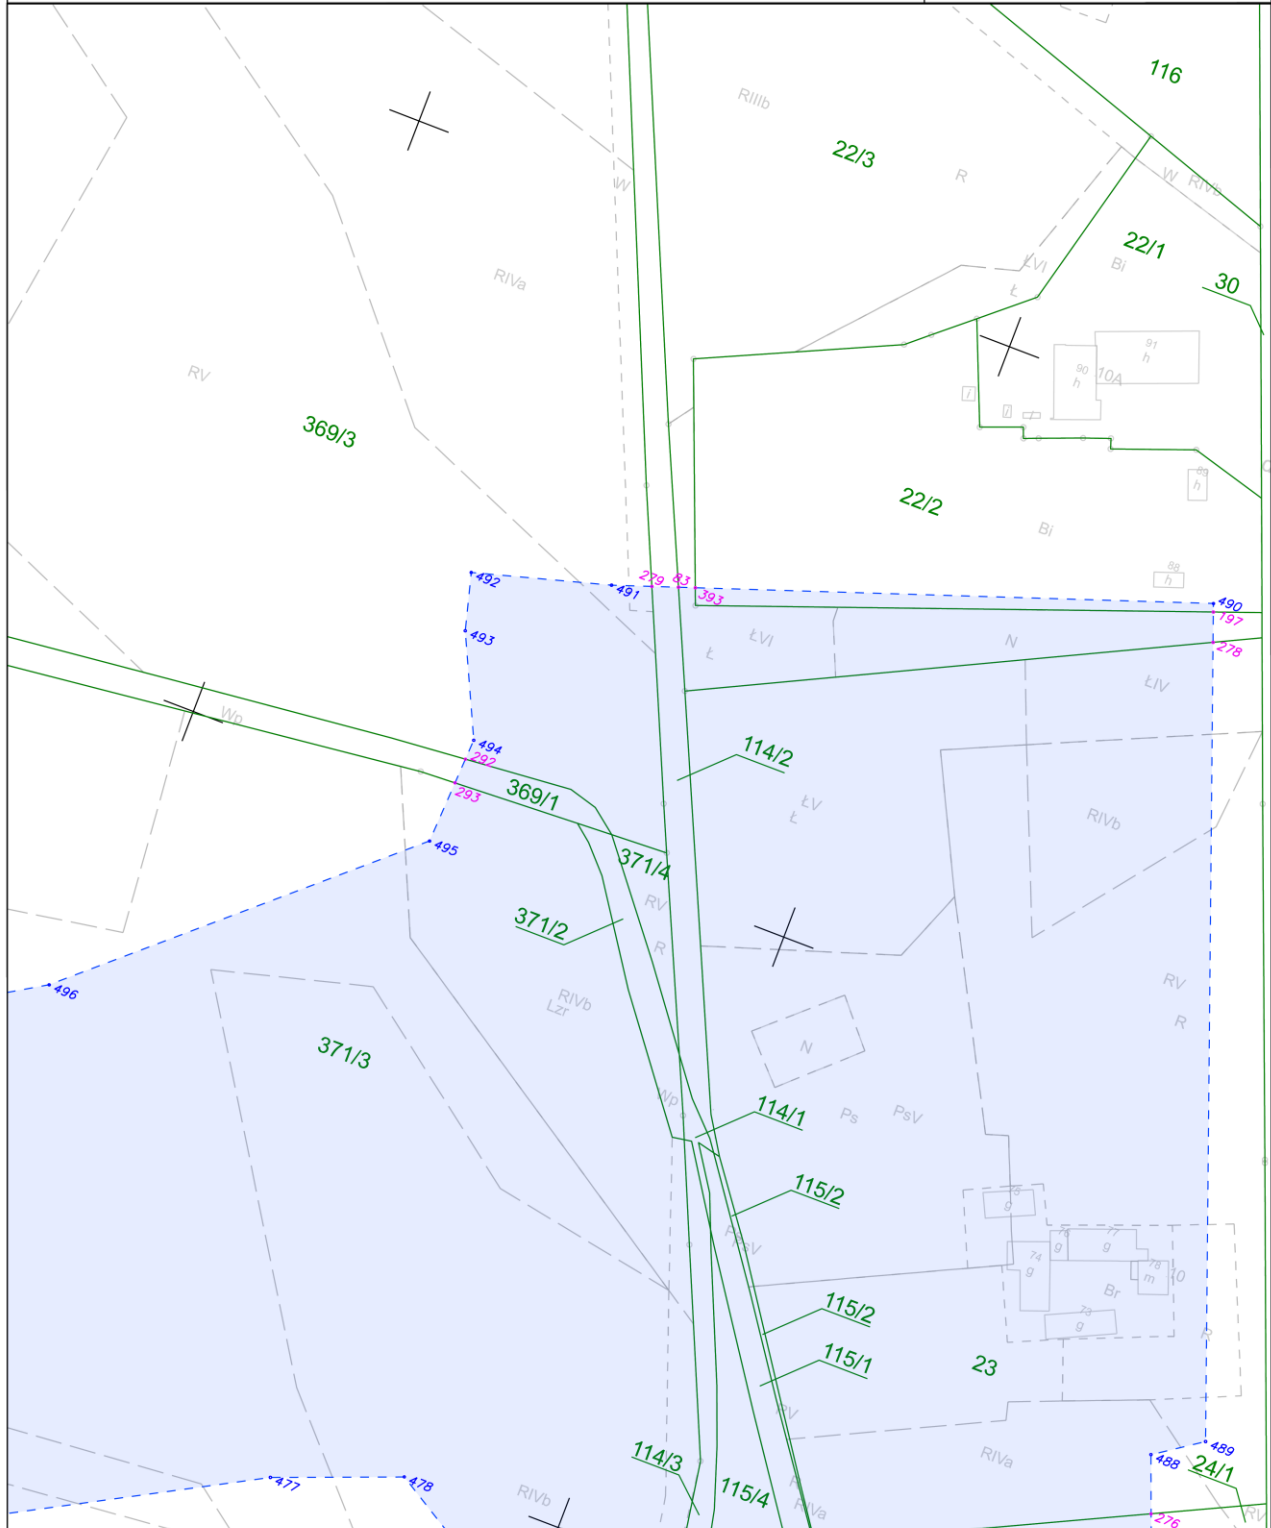 116
RIIIb
22/3
R
W
RIVb
W
22/1
Bi
ŁVI
Ł
30
RIVa
91
h
90
h
10A
i
i
i
RV
369/3
22/2
89
h
Bi
88
h
492
491
279
83
393
490
197
278
493
ŁVI
Ł
N
ŁIV
Wp
494
292
293
369/1
114/2
ŁV
Ł
RIVb
495
371/4
RV
371/2
R
496
RIVb
Lzr
RV
R
371/3
N
Wp
114/1
Ps
PsV
115/2
75
g
PsV
76
g
77
g
74
g
78
m
10
Br
73
g
115/2
R
115/1
23
RV
489
488
RIVa
24/1
114/3
477
478
RIVb
115/4
R
RIVa
RV
276